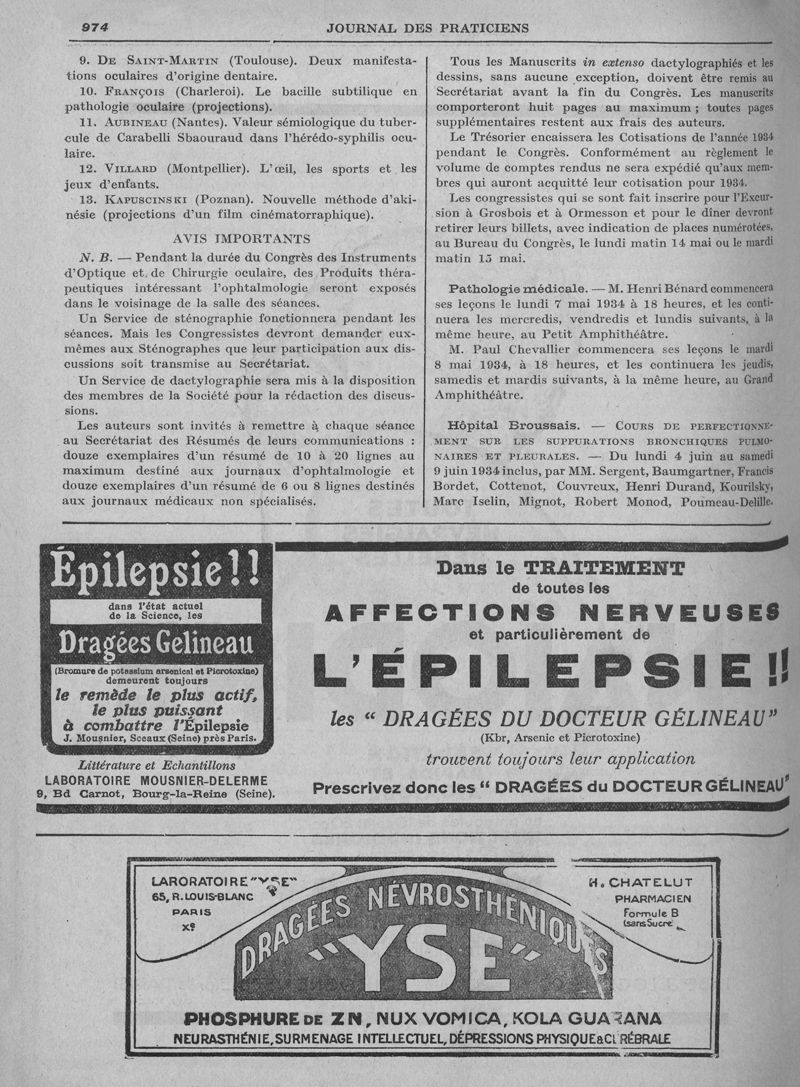 974
JOURNAL DES PRATICIENS
9. DE SAINT-MARTIN (Toulouse). Deux manifesta-
tions oculaires d'origine dentaire.
10. FRANÇOIS (Charleroi). Le bacille subtilique en
pathologie oculaire (projections).
11. AUBINEAU (Nantes). Valeur sémiologique du tuber-
cule de Carabelli Sbaouraud dans l'hérédo-syphilis ocu-
laire.
12. VILLARD (Montpellier). L'œil, les sports et les
jeux d'enfants.
13. KAPUSCINSKI (Poznan). Nouvelle méthode d'aki-
nésie (projections d'un film cinématorraphique).
AVIS IMPORTANTS
N. B. — Pendant la durée du Congrès des Instruments
d'Optique et de Chirurgie oculaire, des Produits théra-
peutiques intéressant l'ophtalmologie seront exposés
dans le voisinage de la salle des séances.
Un Service de sténographie fonctionnera pendant les
séances. Mais les Congressistes devront demander eux-
mêmes aux Sténographes que leur participation aux dis-
cussions soit transmise au Secrétariat.
Un Service de dactylographie sera mis à la disposition
des membres de la Société pour la rédaction des discus-
sions.
Les auteurs sont invités à remettre à chaque séance
au Secrétariat des Résumés de leurs communications :
douze exemplaires d'un résumé de 10 à 20 lignes au
maximum destiné aux journaux d'ophtalmologie et
douze exemplaires d'un résumé de 6 ou 8 lignes destinés
aux journaux médicaux non spécialisés.
Tous les Manuscrits in extenso dactylographiés et les
dessins, sans aucune exception, doivent être remis au
Secrétariat avant la fin du Congrès. Les manuscrits
comporteront huit pages au maximum ; toutes pages
supplémentaires restent aux frais des auteurs.
Le Trésorier encaissera les Cotisations de l'année 1934
pendant le Congrès. Conformément au règlement le
volume de comptes rendus ne sera expédié qu'aux mem-
bres qui auront acquitté leur cotisation pour 1934.
Les congressistes qui se sont fait inscrire pour l'Excur-
sion à Grosbois et à Ormesson et pour le dîner devront
retirer leurs billets, avec indication de places numérotées,
au Bureau du Congrès, le lundi matin 14 mai ou le mardi
matin 15 mai.
Pathologie médicale. — M. Henri Bénard commencera
ses leçons le lundi 7 mai 1934 à 18 heures, et les conti-
nuera les mercredis, vendredis et lundis suivants, à la
même heure, au Petit Amphithéâtre.
M. Paul Chevallier commencera ses leçons le mardi
8 mai 1934, à 18 heures, et les continuera les jeudis,
samedis et mardis suivants, à la même heure, au Grand
Amphithéâtre.
Hôpital Broussais. — COURS DE PERFECTIONNE-
MENT SUR LES SUPPURATIONS BRONCHIQUES PULMO-
NAIRES ET PLEURALES. — Du lundi 4 juin au samedi
9 juin 1934 inclus, par MM. Sergent, Baumgartner, Francis
Bordet, Cottenot, Couvreux, Henri Durand, Kourilsky,
Marc Iselin, Mignot, Robert Monod, Poumeau-Delille,
Épilepsie!!
dans l'état actuel
de la Science, les
Dragées Gelineau
(Bromure de potassium arsenical et Picrotoxine)
demeurent toujours
le remède le plus actif,
le plus puissant
à combattre l'Épilepsie
J. Mousnier, Sceaux (Seine) près Paris.
Littérature et Echantillons
LABORATOIRE MOUSNIER-DELERME
9, Bd Carnot, Bourg-la-Reine (Seine).
Dans le TRAITEMENT
de toutes les
AFFECTIONS NERVEUSES
et particulièrement de
L'ÉPILEPSIE!!
les “ DRAGÉES DU DOCTEUR GÉLINEAU”
(Kbr, Arsenic et Picrotoxine)
trouvent toujours leur application
Prescrivez donc les “ DRAGÉES du DOCTEUR GÉLINEAU”
LARORATOIRE "YSE"
65, R. LOUIS-BLANC
PARIS
Xe
H. CHATELUT
PHARMACIEN
Formule B
(sans Sucre
DRAGÉES NÉVROSTHÉNIQUES
"YSE"
PHOSPHURE DE ZN, NUX VOMICA, KOLA GUARANA
NEURASTHÉNIE, SURMENAGE INTELLECTUEL, DÉPRESSIONS PHYSIQUE & CÉRÉBRALE